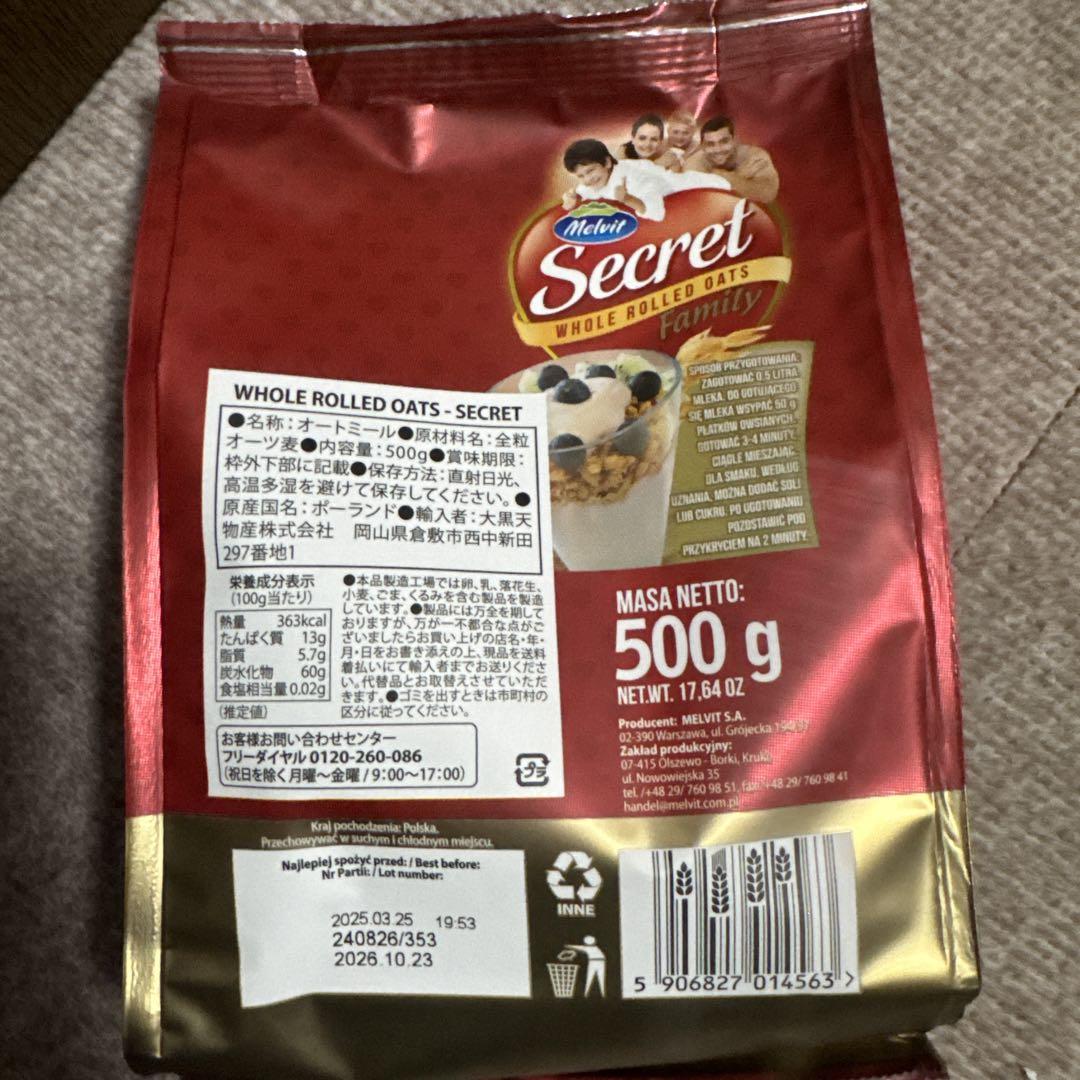 Melvit
Secret
WHOLE ROLLED OATS
Family
SPOSÓB PRZYGOTOWANIA:
ZAGOTOWAĆ 0,5 LITRA
MLEKA. DO GOTUJĄCEGO
SIĘ MLEKA WSYPAĆ 50 g
PŁATKÓW OWSIANYCH.
GOTOWAĆ 3-4 MINUTY,
CIĄGLE MIESZAJĄC.
DLA SMAKU, WEDŁUG
UZNANIA, MOŻNA DODAĆ SOLI
LUB CUKRU. PO UGOTOWANIU
POZOSTAWIĆ POD
PRZYKRYCIEM NA 2 MINUTY.
WHOLE ROLLED OATS - SECRET
●名称：オートミール●原材料名：全粒
オーツ麦●内容量：500g●賞味期限：
枠外下部に記載●保存方法：直射日光、
高温多湿を避けて保存してください。●
原産国名：ポーランド●輸入者：大黒天
物産株式会社 岡山県倉敷市西中新田
297番地1
栄養成分表示
(100g当たり)
熱量 363kcal
たんぱく質 13g
脂質 5.7g
炭水化物 60g
食塩相当量 0.02g
(推定値)
●本品製造工場では卵、乳、落花生、
小麦、ごま、くるみを含む製品を製造
しています。●製品には万全を期して
おりますが、万が一不都合な点がご
ざいましたらお買い上げの店名・年・
月・日をお書き添えの上、現品を送料
着払いにて輸入者までお送りくださ
い。代替品とお取替えさせていただ
きます。●ゴミを出すときは市町村の
区分に従ってください。
お客様お問い合わせセンター
フリーダイヤル 0120-260-086
(祝日を除く月曜〜金曜/9:00〜17:00)
プラ
MASA NETTO:
500 g
NET.WT. 17,64 OZ
Producent: MELVIT S.A.
02-390 Warszawa, ul. Grójecka
Zakład produkcyjny:
07-415 Olszewo - Borki, Kruki
ul. Nowowiejska 35
tel. /+48 29/ 760 98 51, fax: +48 29/ 760 98 41
handel@melvit.com.pl
Kraj pochodzenia: Polska.
Przechowywać w suchym i chłodnym miejscu.
Najlepiej spożyć przed: / Best before:
Nr Partii: / Lot number:
2025.03.25 19:53
240826/353
2026.10.23
INNE
5 906827 014563 >